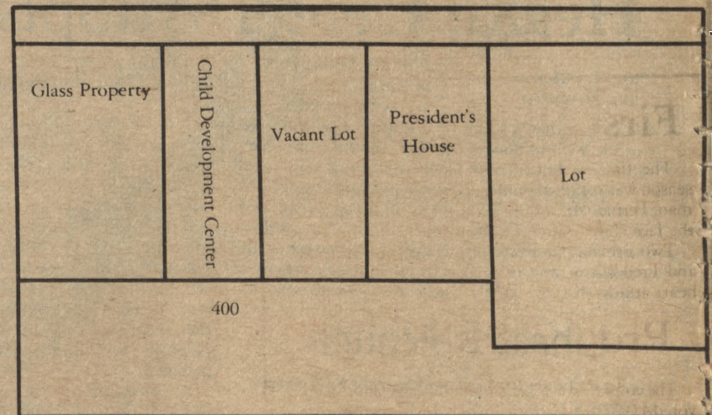 Glass Property
Child Development Center
Vacant Lot
President's
House
Lot
400